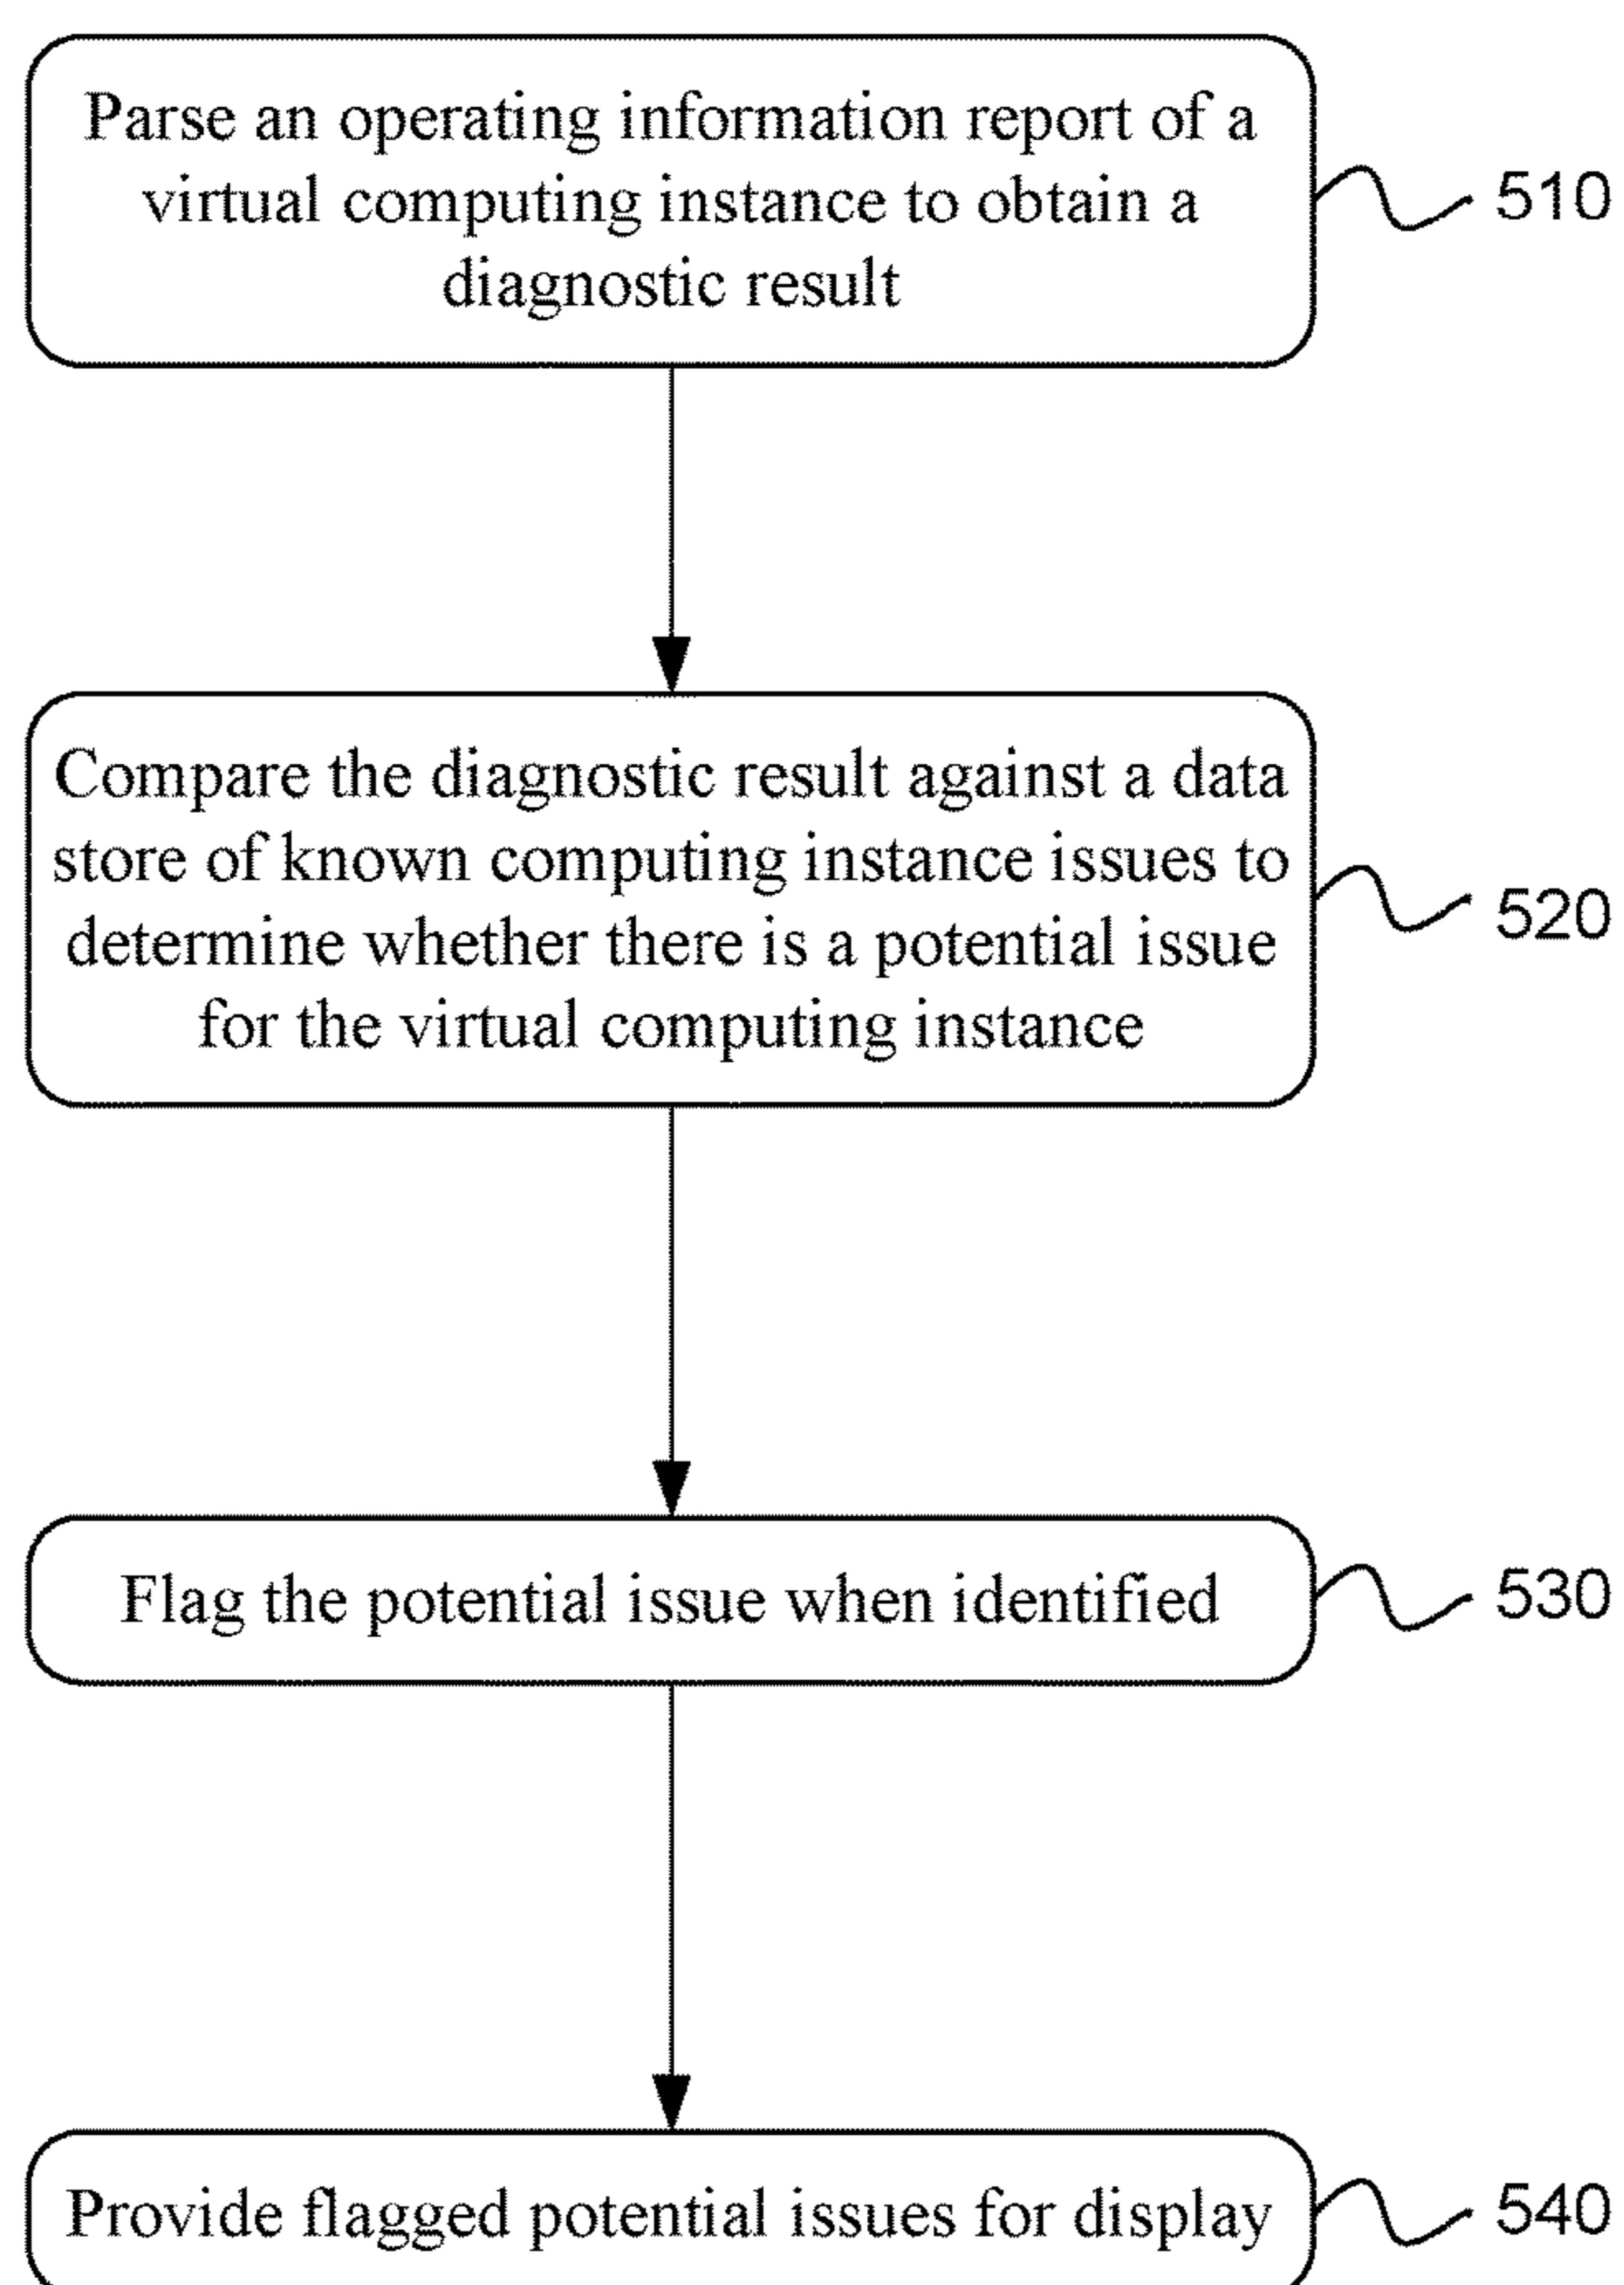 Parse an operating information report of a
virtual computing instance to obtain a
diagnostic result
510
Compare the diagnostic result against a data
store of known computing instance issues to
determine whether there is a potential issue
for the virtual computing instance
520
Flag the potential issue when identified
530
Provide flagged potential issues for display
540